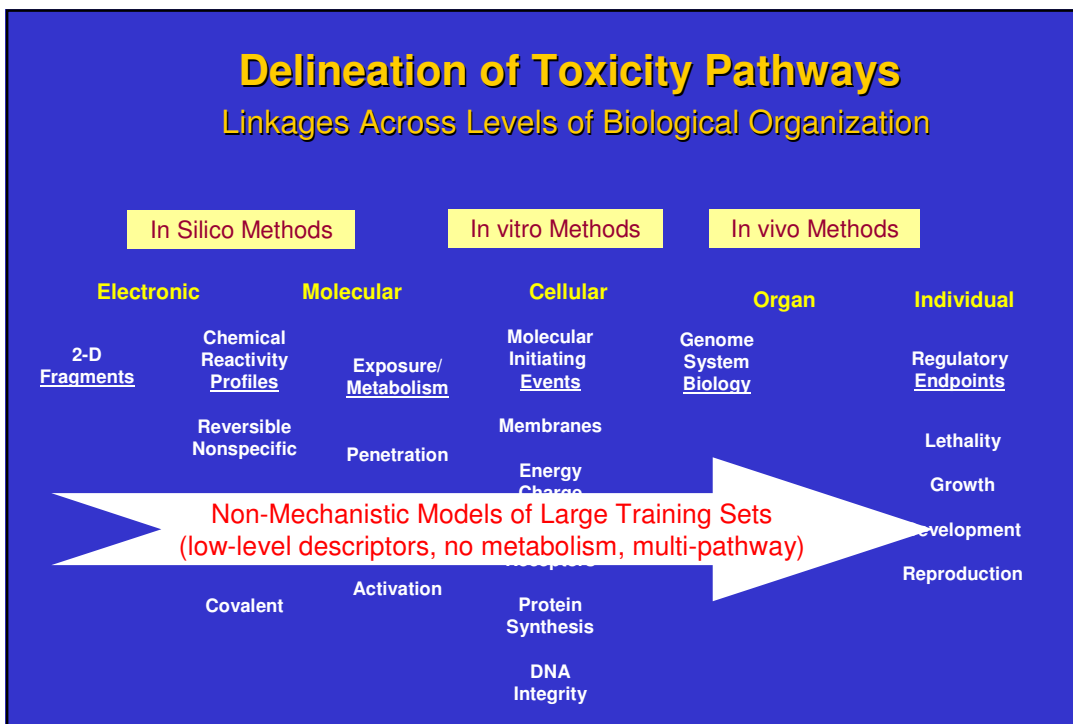 Delineation of Toxicity Pathways
Linkages Across Levels of Biological Organization
In Silico Methods
In vitro Methods
In vivo Methods
Electronic
Molecular
Cellular
Organ
Individual
2-D
Fragments
Chemical
Reactivity
Profiles
Reversible
Nonspecific
Covalent
Exposure/
Metabolism
Penetration
Activation
Molecular
Initiating
Events
Membranes
Energy
Charge
Receptors
Protein
Synthesis
DNA
Integrity
Genome
System
Biology
Regulatory
Endpoints
Lethality
Growth
evelopment
Reproduction
Non-Mechanistic Models of Large Training Sets
(low-level descriptors, no metabolism, multi-pathway)